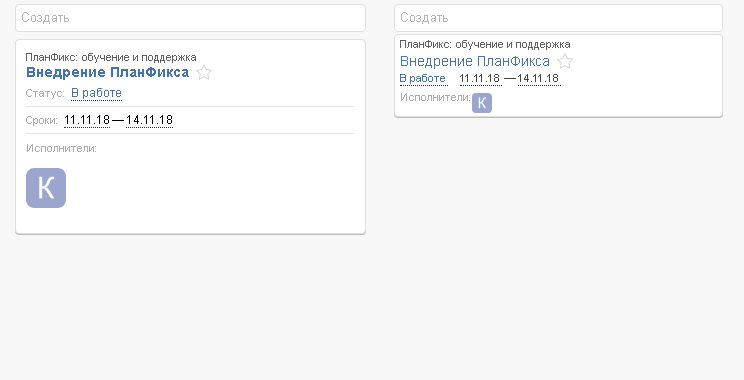 Создать
ПланФикс: обучение и поддержка
Внедрение ПланФикса
Статус: В работе
Сроки: 11.11.18 — 14.11.18
Исполнители:
К
Создать
ПланФикс: обучение и поддержка
Внедрение ПланФикса
В работе 11.11.18 — 14.11.18
Исполнители: К